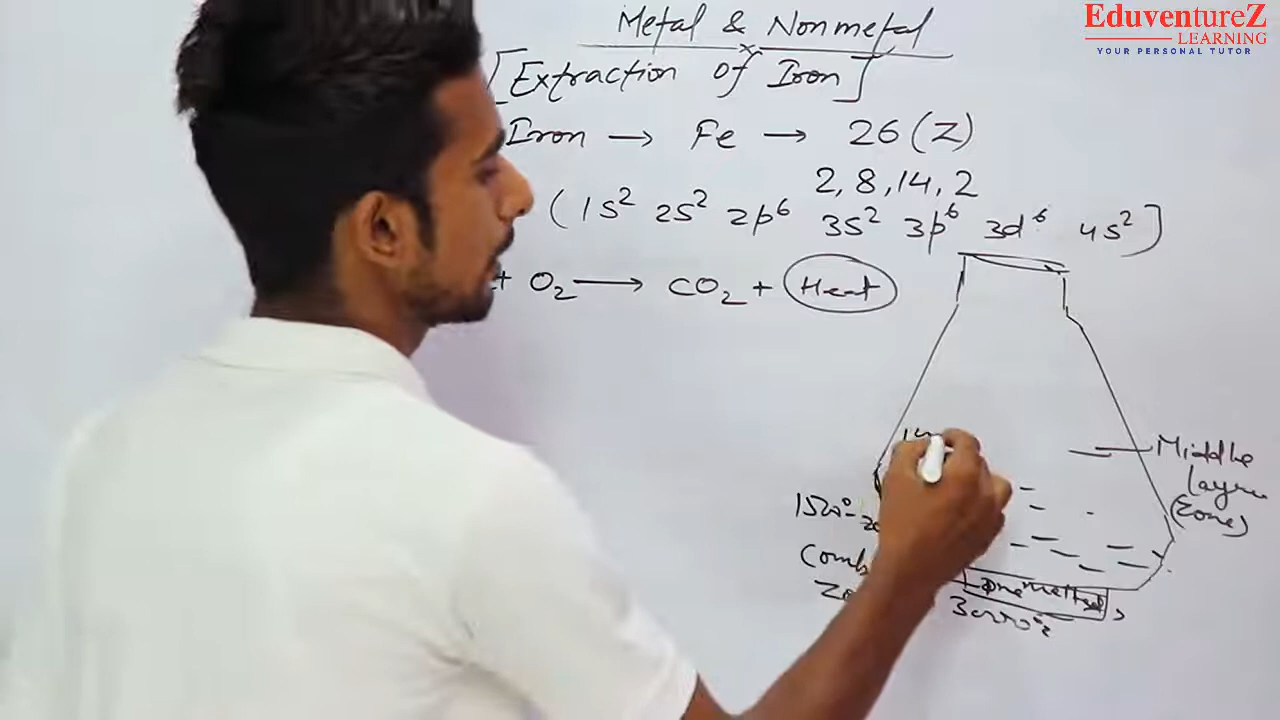 Metal & Nonmetal
EduventureZ
LEARNING
YOUR PERSONAL TUTOR
[Extraction of Iron]
Iron → Fe → 26 (Z)
2, 8, 14, 2
(1s² 2s² 2p⁶ 3s² 3p⁶ 3d⁶ 4s²]
+ O₂ → CO₂ + Heat
Middle
layer
(Zone)